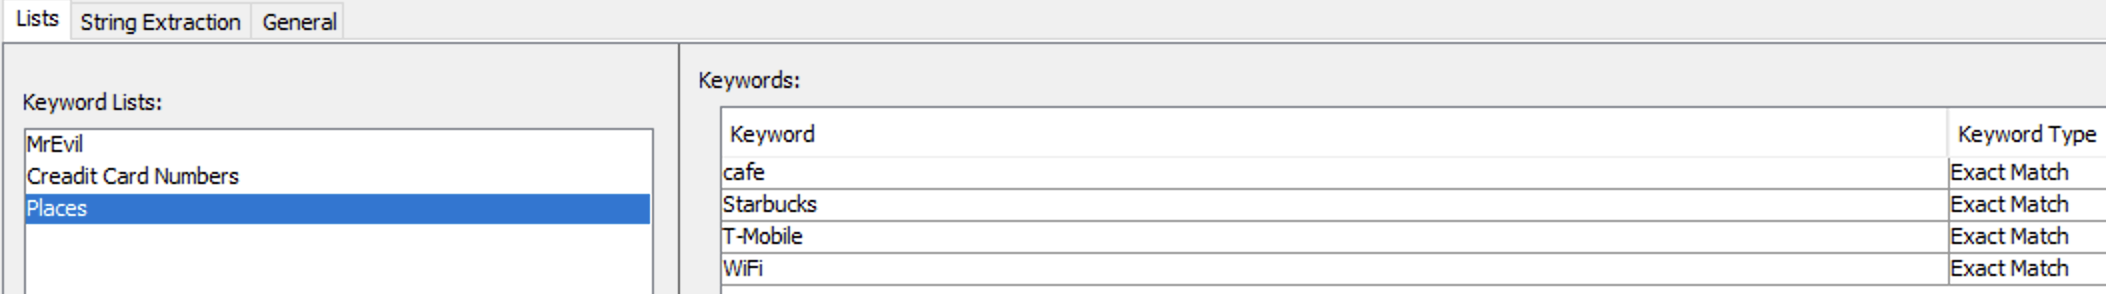 Lists String Extraction General
Keyword Lists:
MrEvil
Creadit Card Numbers
Places
Keywords:
Keyword Keyword Type
cafe Exact Match
Starbucks Exact Match
T-Mobile Exact Match
WiFi Exact Match